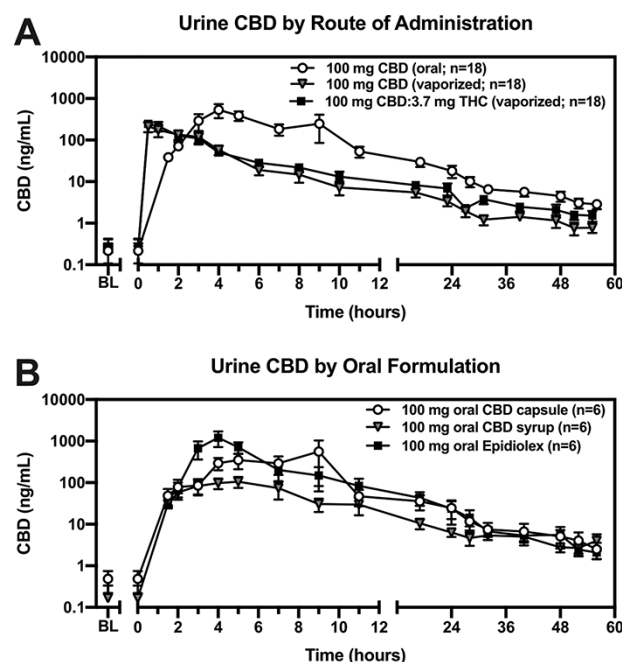 A
Urine CBD by Route of Administration
100 mg CBD (oral; n=18)
100 mg CBD (vaporized; n=18)
100 mg CBD:3.7 mg THC (vaporized; n=18)
CBD (ng/mL)
10000
1000
100
10
1
0.1
BL 0 2 4 6 8 10 12 24 36 48 60
Time (hours)
B
Urine CBD by Oral Formulation
100 mg oral CBD capsule (n=6)
100 mg oral CBD syrup (n=6)
100 mg oral Epidiolex (n=6)
CBD (ng/mL)
10000
1000
100
10
1
0.1
BL 0 2 4 6 8 10 12 24 36 48 60
Time (hours)